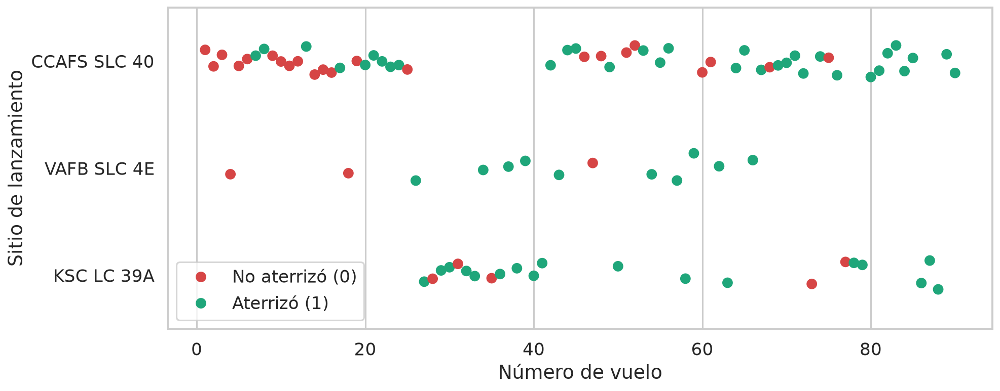 Sitio de lanzamiento
CCAFS SLC 40
VAFB SLC 4E
KSC LC 39A
No aterrizó (0)
Aterrizó (1)
0 20 40 60 80
Número de vuelo